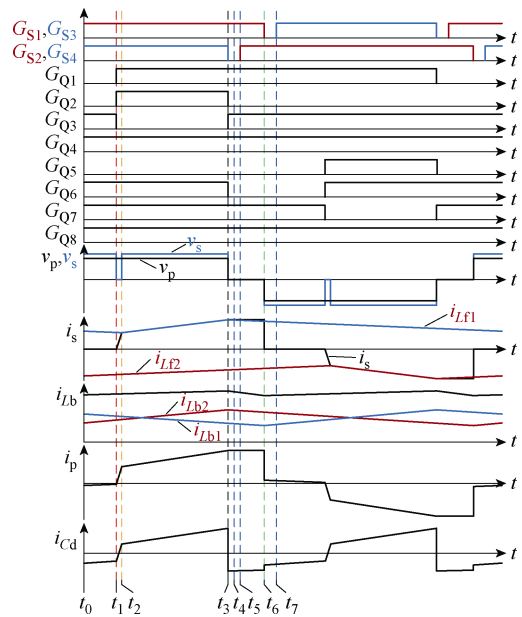 GS1,GS3 t
GS2,GS4 t
GQ1 t
GQ2 t
GQ3 t
GQ4 t
GQ5 t
GQ6 t
GQ7 t
GQ8 t
vp,vs vs vp t
is iLf1 iLf2 is t
iLb iLb2 iLb1 t
ip t
iCd t
t0 t1 t2 t3 t4 t5 t6 t7